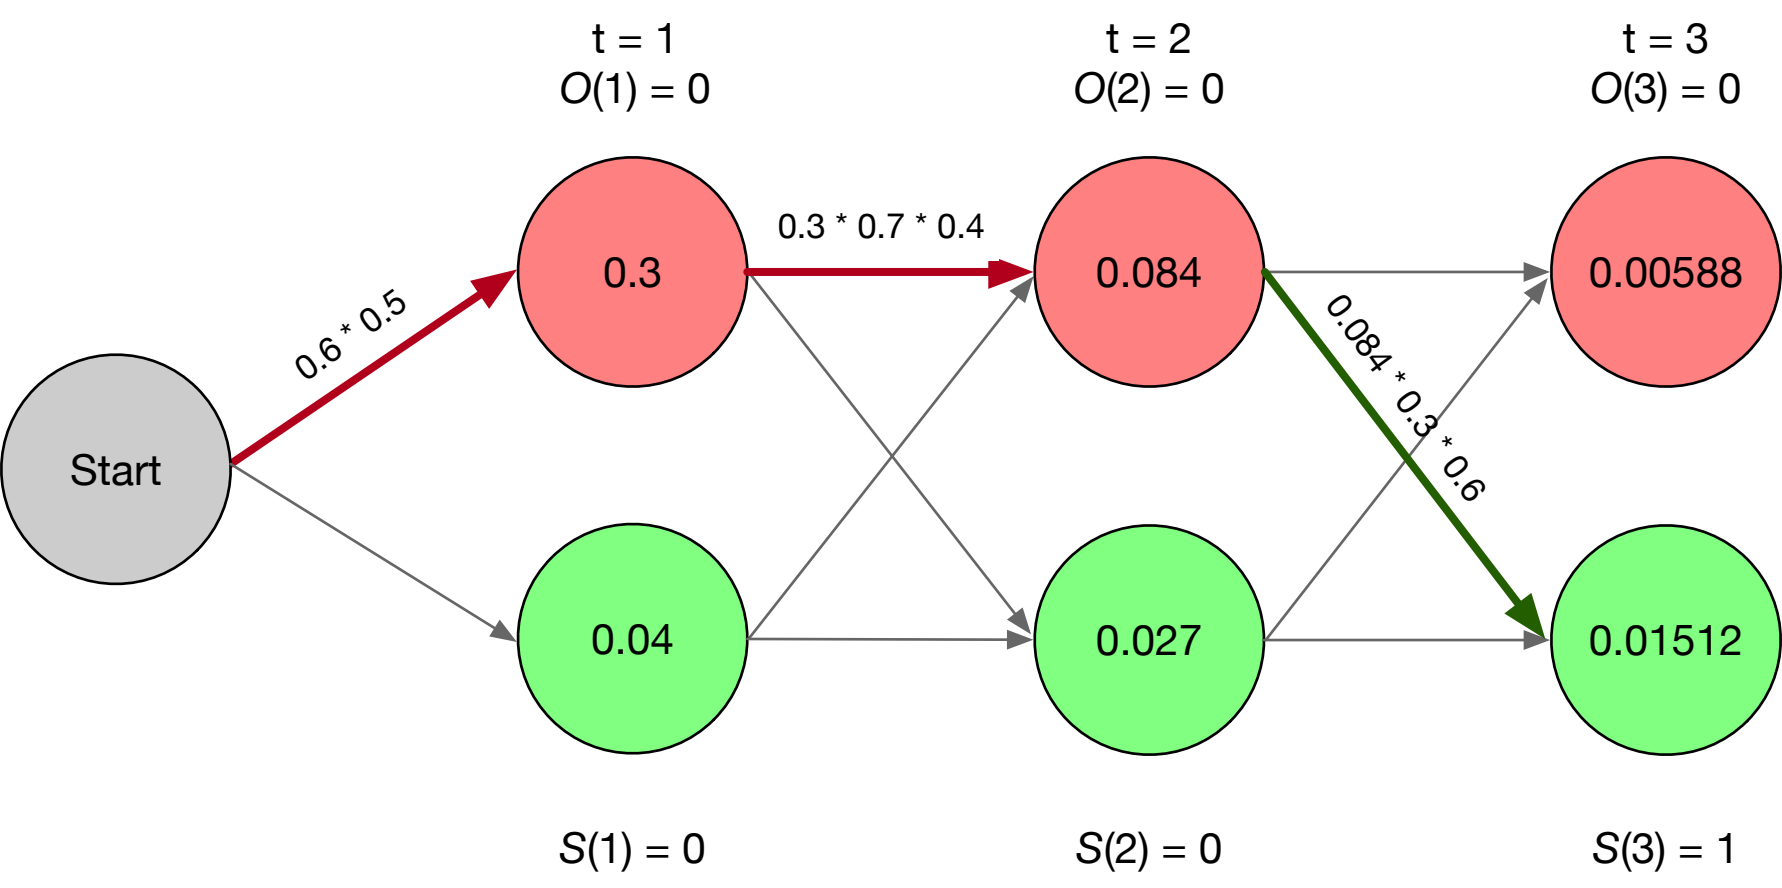 t = 1
O(1) = 0
t = 2
O(2) = 0
t = 3
O(3) = 0
0.6 * 0.5
0.3
0.3 * 0.7 * 0.4
0.084
0.084 * 0.3 * 0.6
0.00588
Start
0.04
0.027
0.01512
S(1) = 0
S(2) = 0
S(3) = 1